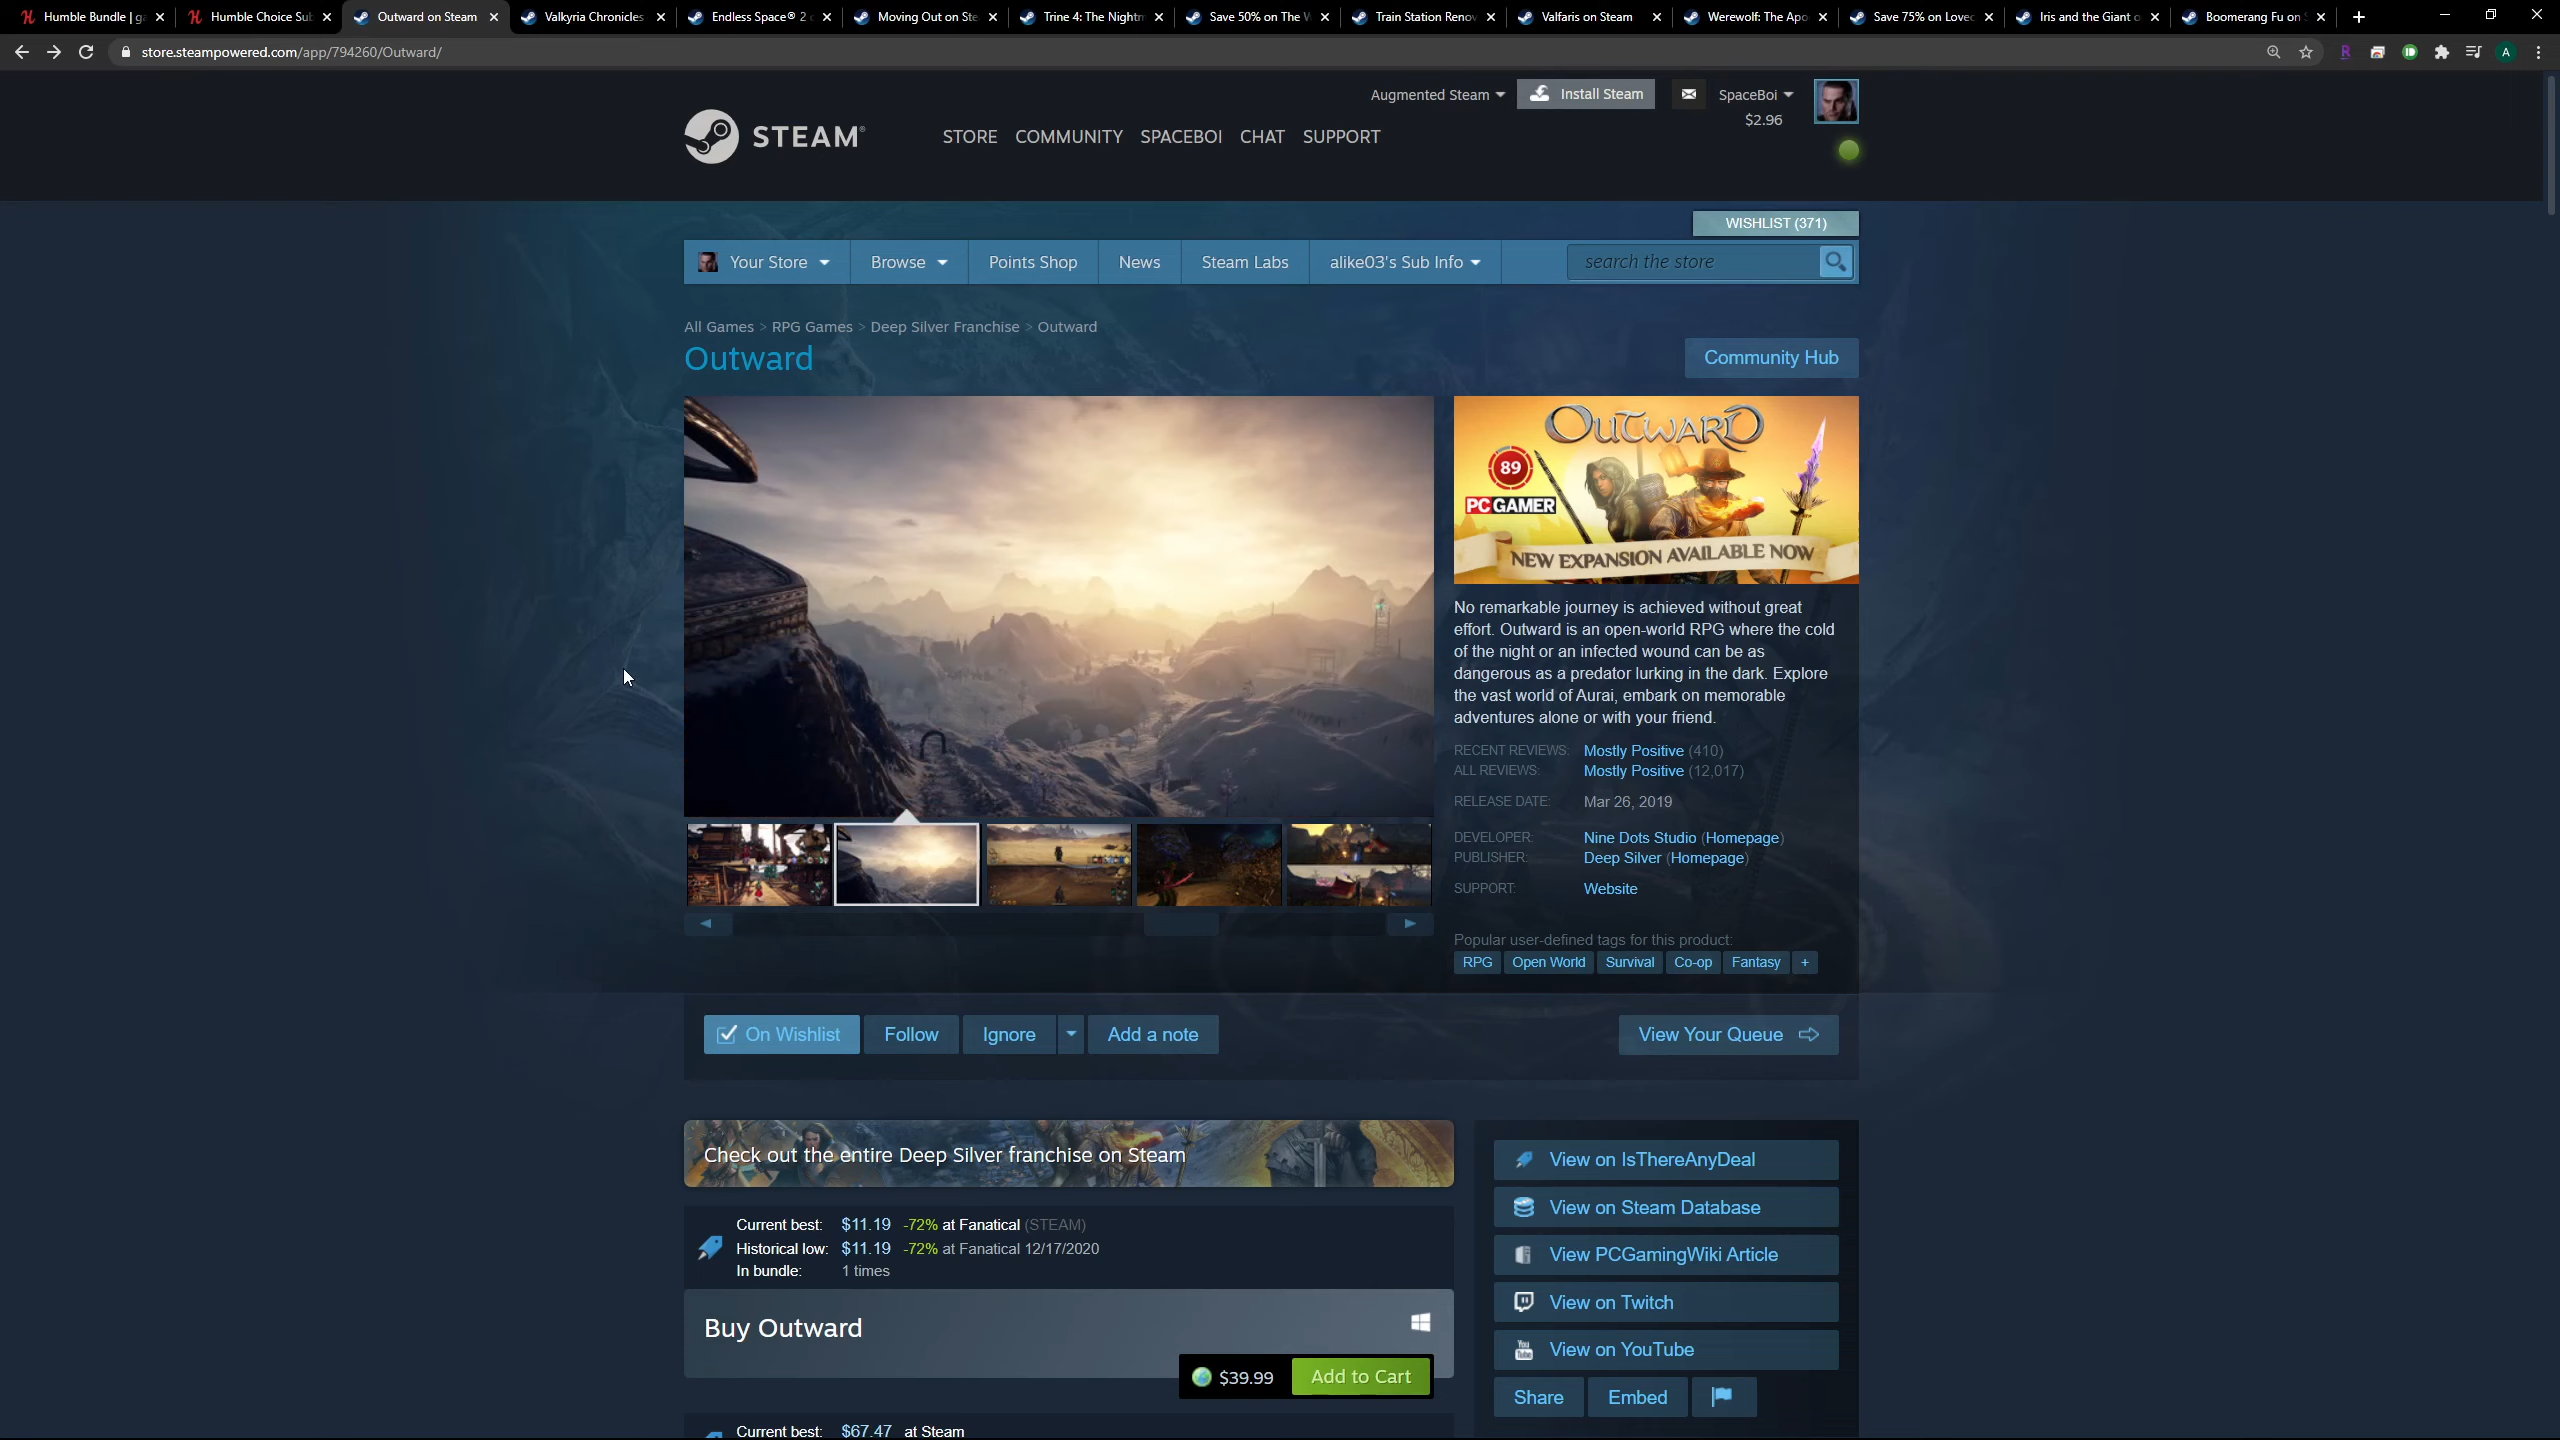 Humble Bundle | ga
Humble Choice Sub
Outward on Steam
Valkyria Chronicles
Endless Space® 2 o
Moving Out on Ste
Trine 4: The Nightm
Save 50% on The W
Train Station Renov
Valfaris on Steam
Werewolf: The Apo
Save 75% on Lovec
Iris and the Giant o
Boomerang Fu on S
store.steampowered.com/app/794260/Outward/
Augmented Steam
Install Steam
SpaceBoi
$2.96
STEAM®
STORE COMMUNITY SPACEBOI CHAT SUPPORT
WISHLIST (371)
Your Store
Browse
Points Shop
News
Steam Labs
alike03's Sub Info
search the store
All Games > RPG Games > Deep Silver Franchise > Outward
Outward
Community Hub
OUTWARD
89
PC GAMER
NEW EXPANSION AVAILABLE NOW
No remarkable journey is achieved without great
effort. Outward is an open-world RPG where the cold
of the night or an infected wound can be as
dangerous as a predator lurking in the dark. Explore
the vast world of Aurai, embark on memorable
adventures alone or with your friend.
RECENT REVIEWS: Mostly Positive (410)
ALL REVIEWS: Mostly Positive (12,017)
RELEASE DATE: Mar 26, 2019
DEVELOPER: Nine Dots Studio (Homepage)
PUBLISHER: Deep Silver (Homepage)
SUPPORT: Website
Popular user-defined tags for this product:
RPG Open World Survival Co-op Fantasy +
On Wishlist
Follow
Ignore
Add a note
View Your Queue
Check out the entire Deep Silver franchise on Steam
Current best: $11.19 -72% at Fanatical (STEAM)
Historical low: $11.19 -72% at Fanatical 12/17/2020
In bundle: 1 times
Buy Outward
$39.99
Add to Cart
Current best: $67.47 at Steam
View on IsThereAnyDeal
View on Steam Database
View PCGamingWiki Article
View on Twitch
View on YouTube
Share
Embed